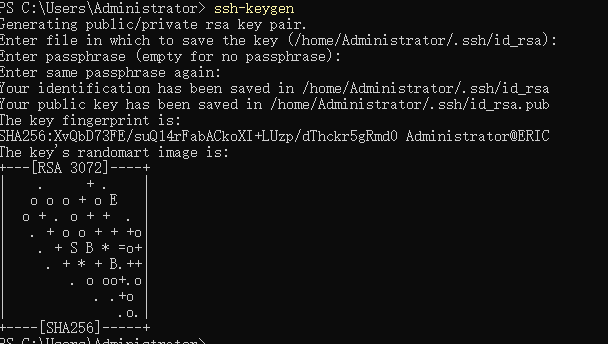 PS C:\Users\Administrator> ssh-keygen
Generating public/private rsa key pair.
Enter file in which to save the key (/home/Administrator/.ssh/id_rsa):
Enter passphrase (empty for no passphrase):
Enter same passphrase again:
Your identification has been saved in /home/Administrator/.ssh/id_rsa
Your public key has been saved in /home/Administrator/.ssh/id_rsa.pub
The key fingerprint is:
SHA256:XvQbD73FE/suQ14rFabACkoXI+LUzp/dThckr5gRmd0 Administrator@ERIC
The key's randomart image is:
+---[RSA 3072]----+
|    .     + .    |
|   o o o + o E   |
|  o + . o + +  . |
|   . + o o + + +o|
|    . + S B * =o+|
|     . + * + B.++|
|        . o oo+.o|
|           . .+o |
|              .o.|
+----[SHA256]-----+
PS C:\Users\Administrator>